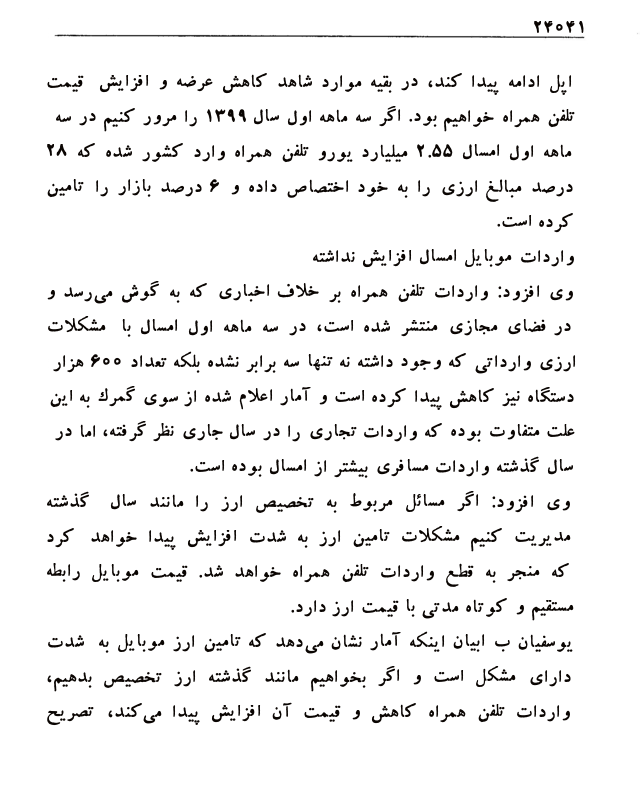 ۲۴۰۴۱
اپل ادامه پیدا کند، در بقیه موارد شاهد کاهش عرضه و افزایش قیمت
تلفن همراه خواهیم بود. اگر سه ماهه اول سال ۱۳۹۹ را مرور کنیم در سه
ماهه اول امسال ۲.۵۵ میلیارد یورو تلفن همراه وارد کشور شده که ۲۸
درصد مبالغ ارزی را به خود اختصاص داده و ۶ درصد بازار را تامین
کرده است.
واردات موبایل امسال افزایش نداشته
وی افزود: واردات تلفن همراه بر خلاف اخباری که به گوش می‌رسد و
در فضای مجازی منتشر شده است، در سه ماهه اول امسال با مشکلات
ارزی وارداتی که وجود داشته نه تنها سه برابر نشده بلکه تعداد ۶۰۰ هزار
دستگاه نیز کاهش پیدا کرده است و آمار اعلام شده از سوی گمرك به این
علت متفاوت بوده که واردات تجاری را در سال جاری نظر گرفته، اما در
سال گذشته واردات مسافری بیشتر از امسال بوده است.
وی افزود: اگر مسائل مربوط به تخصیص ارز را مانند سال گذشته
مدیریت کنیم مشکلات تامین ارز به شدت افزایش پیدا خواهد کرد
که منجر به قطع واردات تلفن همراه خواهد شد. قیمت موبایل رابطه
مستقیم و کوتاه مدتی با قیمت ارز دارد.
یوسفیان ب ابیان اینکه آمار نشان می‌دهد که تامین ارز موبایل به شدت
دارای مشکل است و اگر بخواهیم مانند گذشته ارز تخصیص بدهیم،
واردات تلفن همراه کاهش و قیمت آن افزایش پیدا می‌کند، تصریح